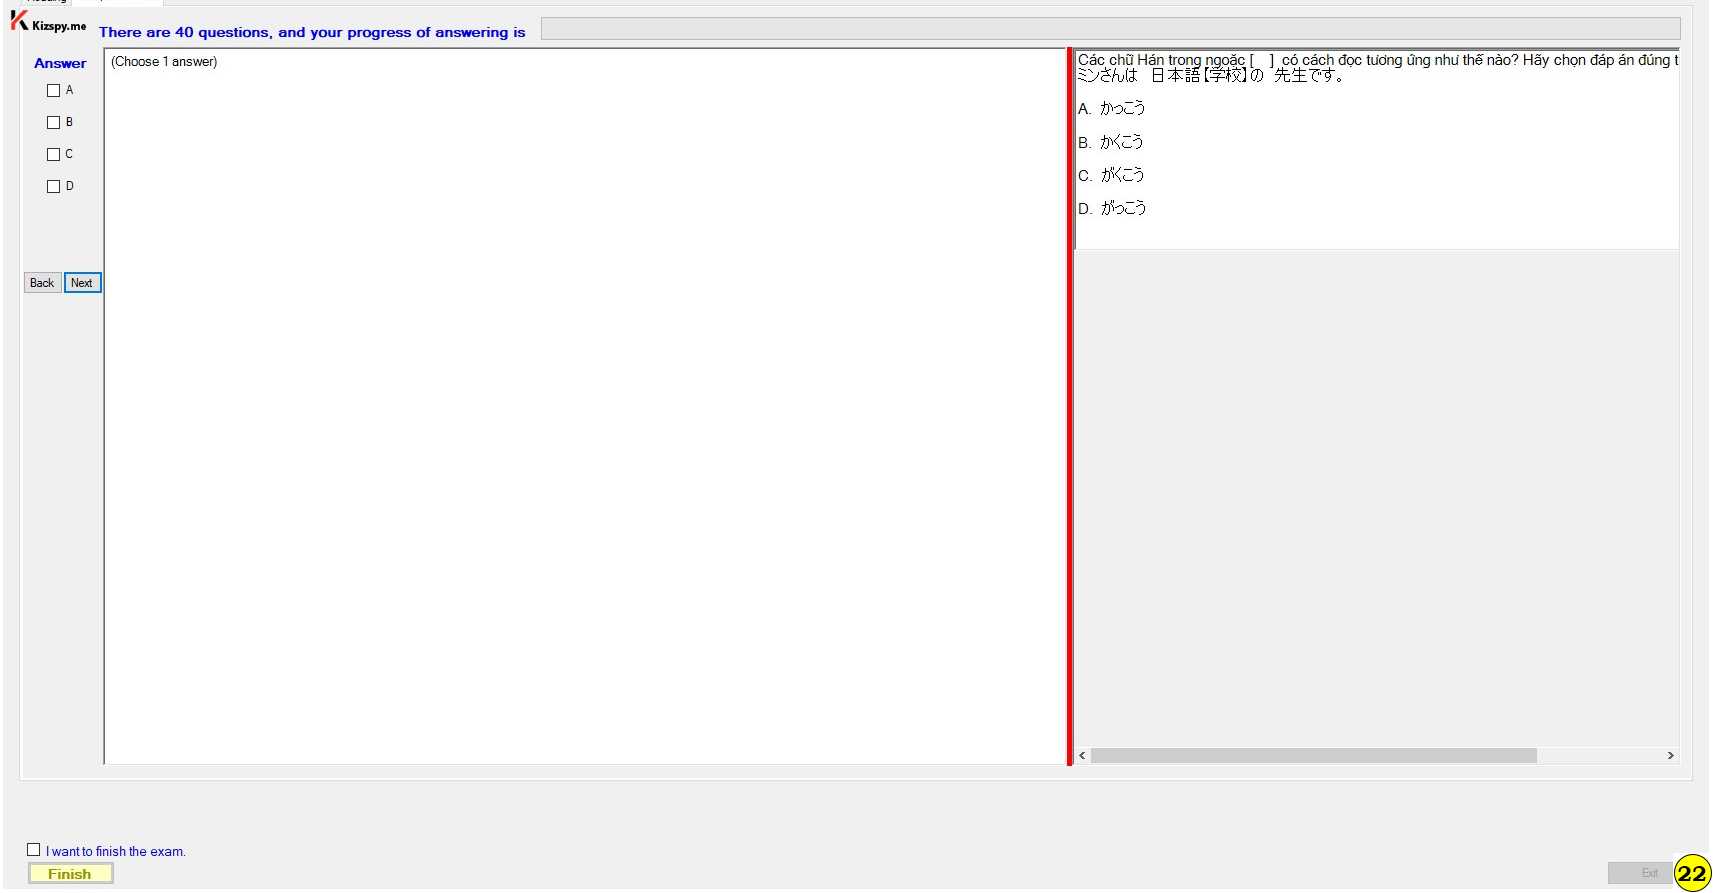 Kizspy.me
There are 40 questions, and your progress of answering is
Answer
(Choose 1 answer)
A
B
C
D
Back
Next
Các chữ Hán trong ngoặc [ ] có cách đọc tương ứng như thế nào? Hãy chọn đáp án đúng t
ミンさんは 日本語【学校】の 先生です。
A. かっこう
B. かくこう
C. がくこう
D. がっこう
I want to finish the exam.
Finish
Exit
22